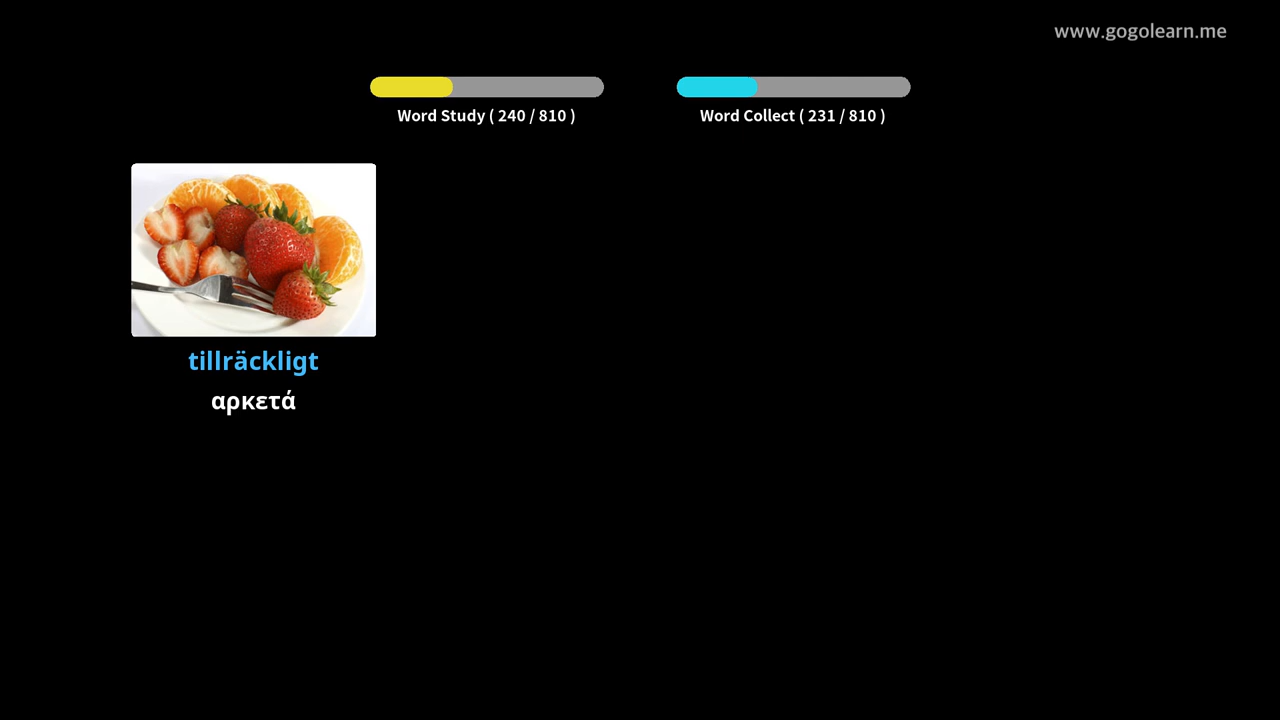 www.gogolearn.me
Word Study ( 240 / 810 )
Word Collect ( 231 / 810 )
tillräckligt
αρκετά